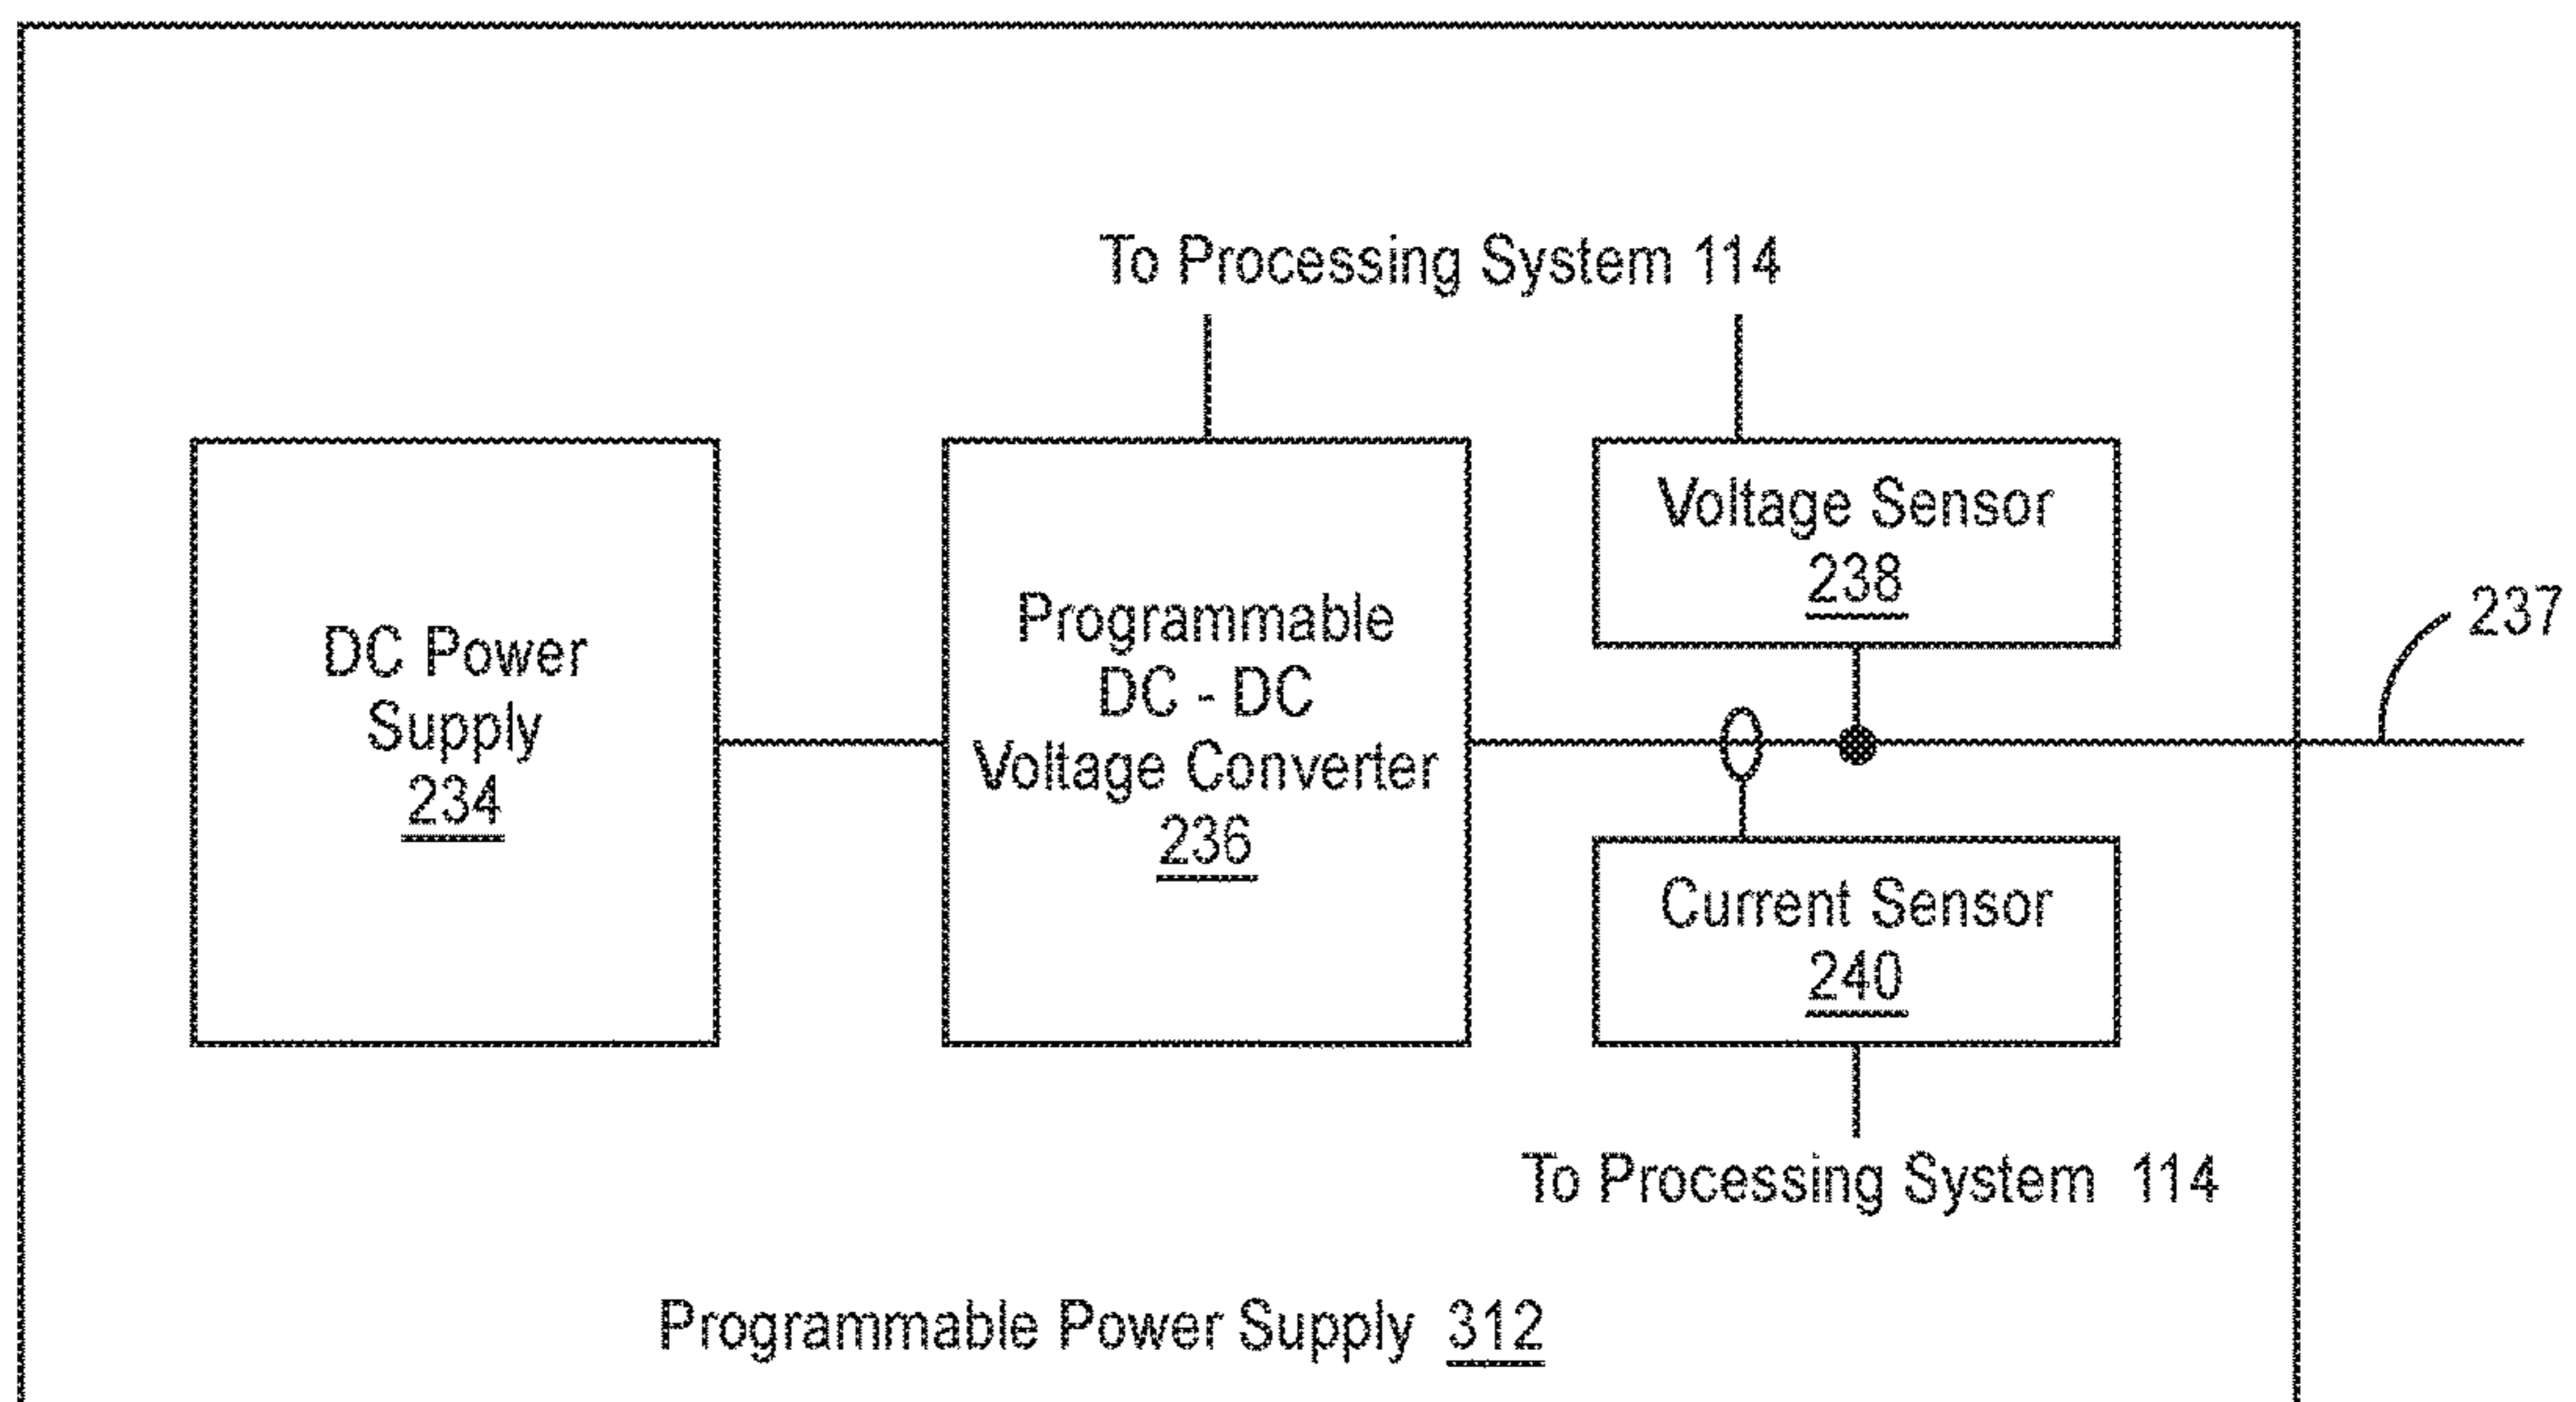 To Processing System 114
Voltage Sensor
238
237
Programmable
DC - DC
Voltage Converter
236
DC Power
Supply
234
Current Sensor
240
To Processing System 114
Programmable Power Supply 312